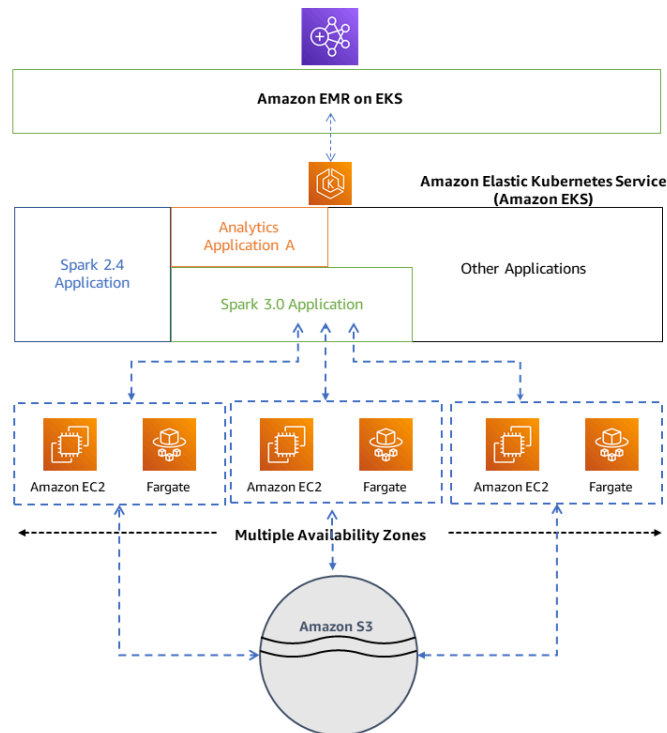 Amazon EMR on EKS
K
Amazon Elastic Kubernetes Service
(Amazon EKS)
Analytics
Application A
Spark 2.4
Application
Other Applications
Spark 3.0 Application
Amazon EC2
Fargate
Amazon EC2
Fargate
Amazon EC2
Fargate
Multiple Availability Zones
Amazon S3